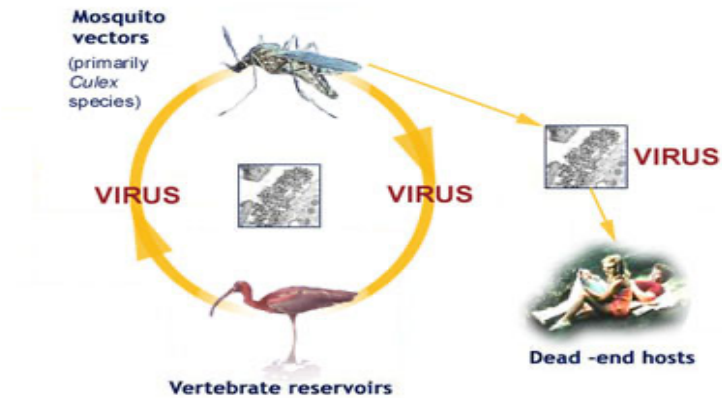 Mosquito
vectors
(primarily
Culex
species)
VIRUS
VIRUS
VIRUS
Dead -end hosts
Vertebrate reservoirs